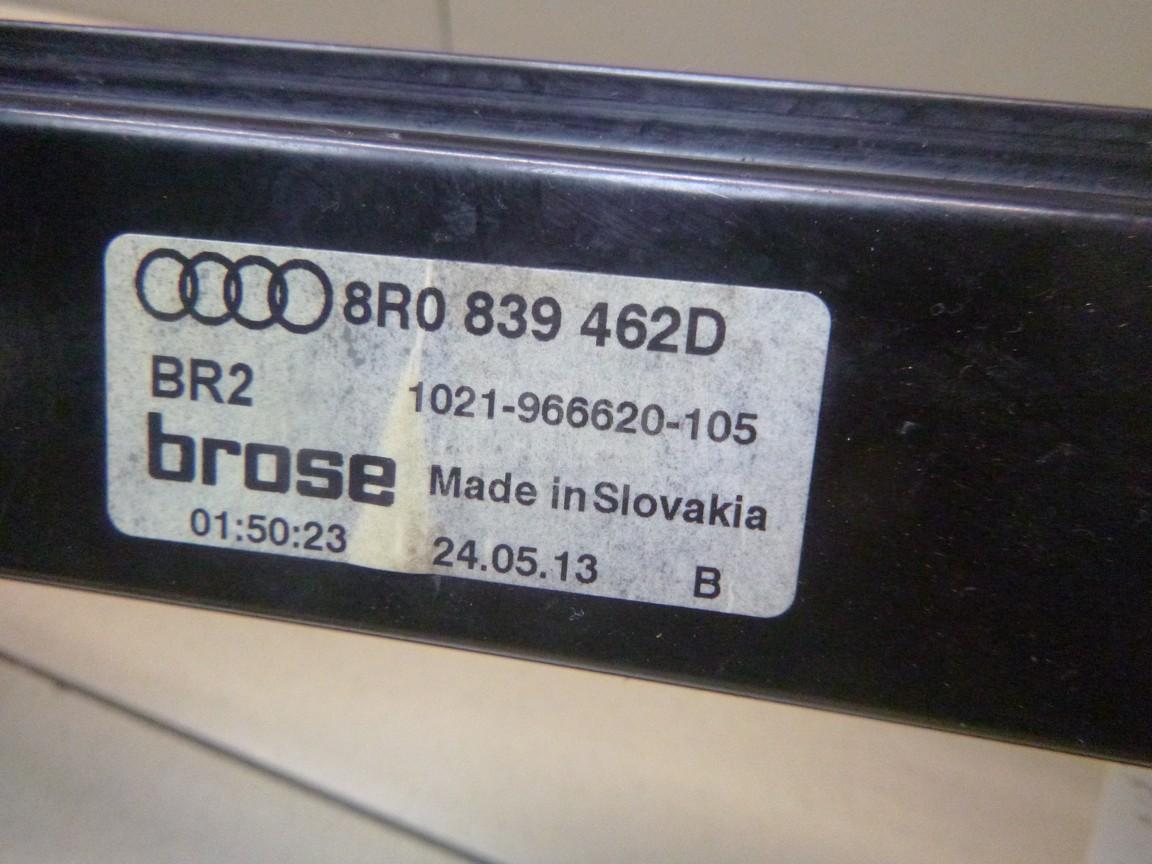 8R0 839 462D
BR2 1021-966620-105
brose Made in Slovakia
01:50:23 24.05.13 B